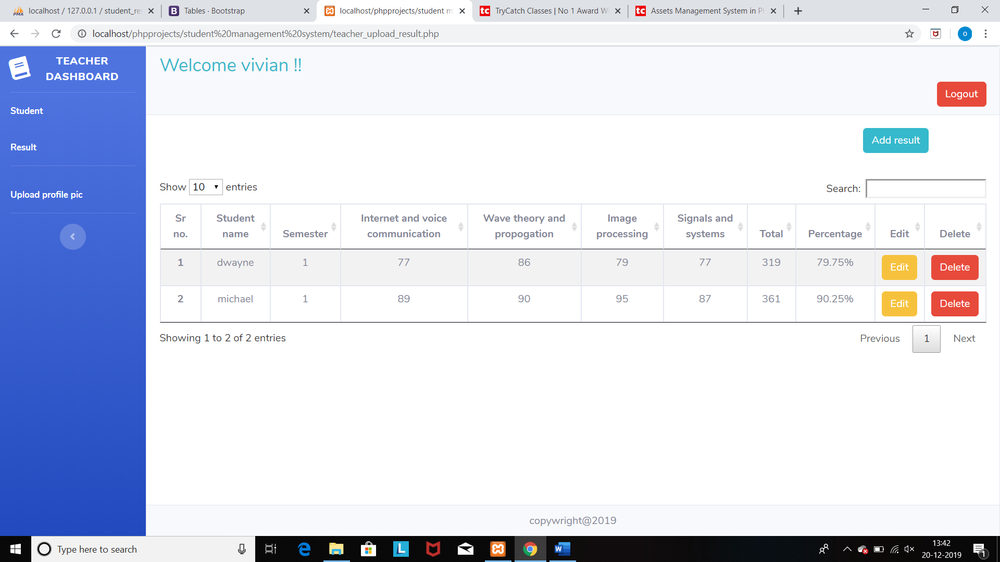 localhost / 127.0.0.1 / student_re
Tables · Bootstrap
localhost/phpprojects/student m
TryCatch Classes | No 1 Award Wi
Assets Management System in P
localhost/phpprojects/student%20management%20system/teacher_upload_result.php
o
TEACHER
DASHBOARD
Student
Result
Upload profile pic
Welcome vivian !!
Logout
Add result
Show 10 entries
Search:
Sr no. Student name Semester Internet and voice communication Wave theory and propogation Image processing Signals and systems Total Percentage Edit Delete
1 dwayne 1 77 86 79 77 319 79.75% Edit Delete
2 michael 1 89 90 95 87 361 90.25% Edit Delete
Showing 1 to 2 of 2 entries
Previous 1 Next
copywright@2019
Type here to search
13:42
20-12-2019
1